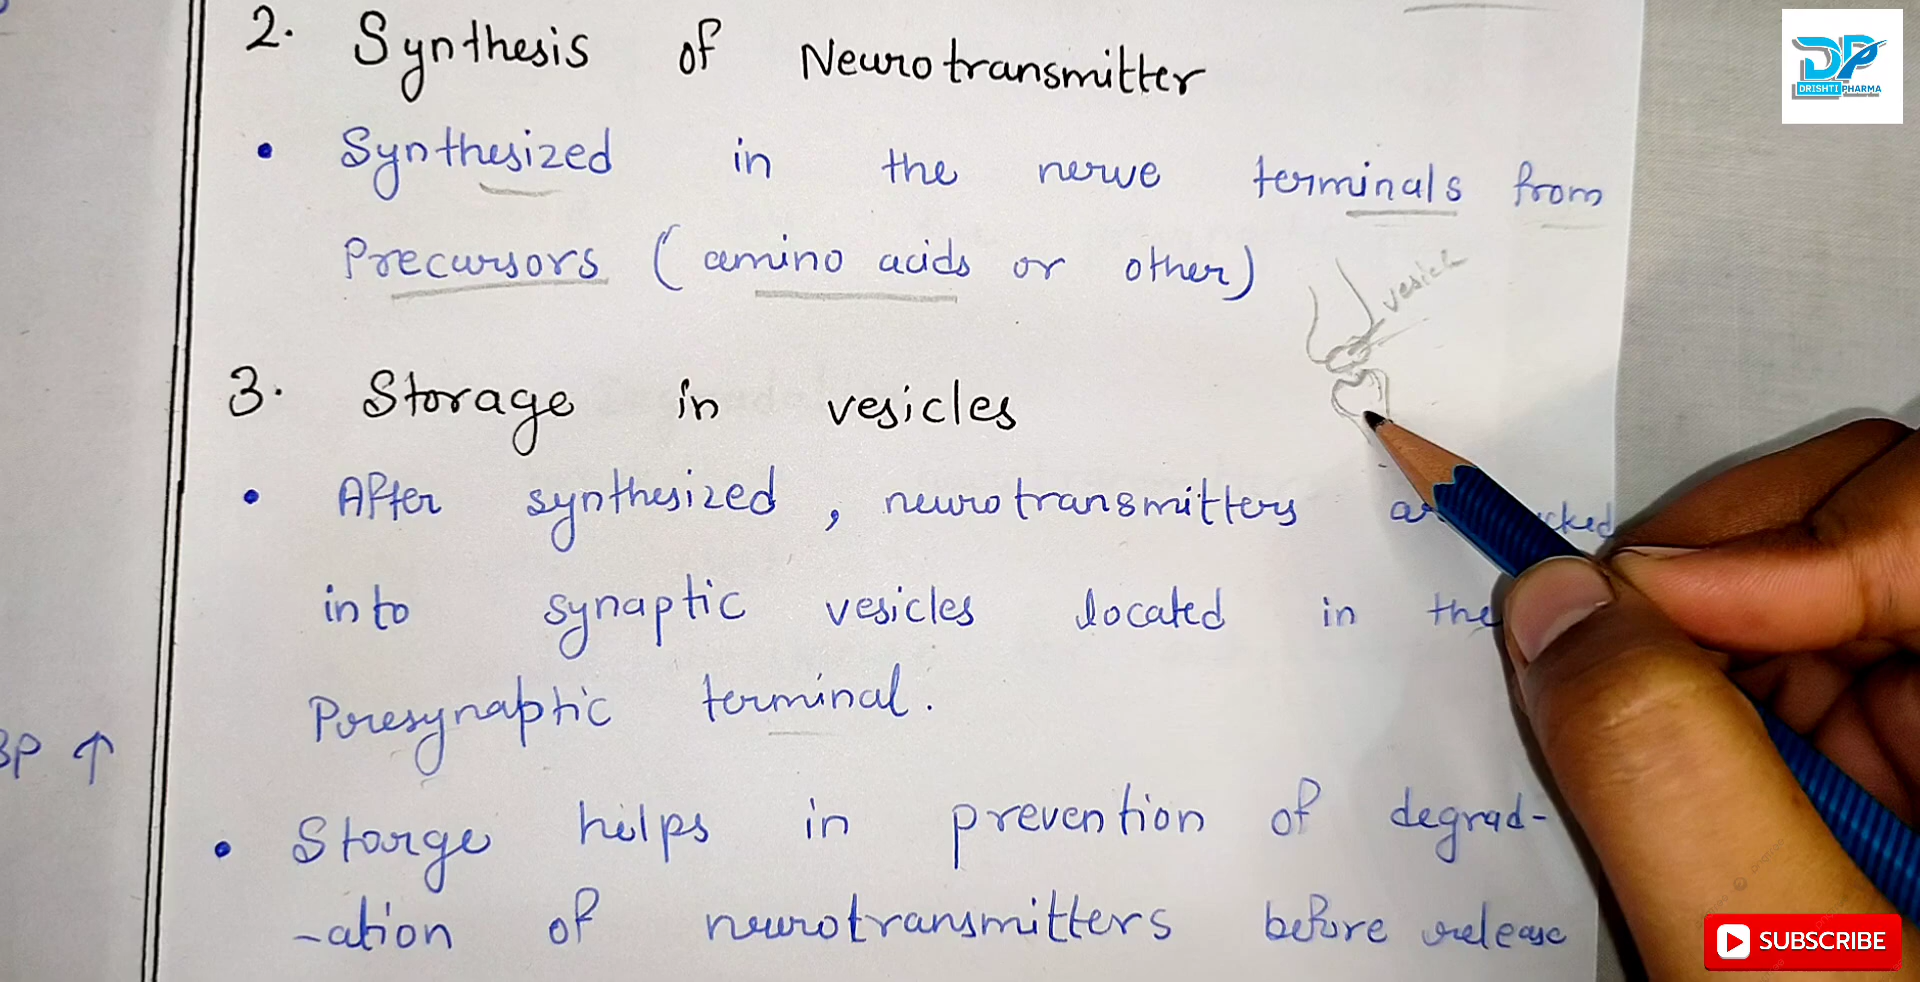 2. Synthesis of Neurotransmitter
• Synthesized in the nerve terminals from
Precursors (amino acids or other)
vesicle
3. Storage in vesicles
• After synthesized, neurotransmitters
into synaptic vesicles located in the
Presynaptic terminal.
• Storge helps in prevention of degrad-
-ation of neurotransmitters before release
BP ↑
DP
DRISHTI PHARMA
SUBSCRIBE